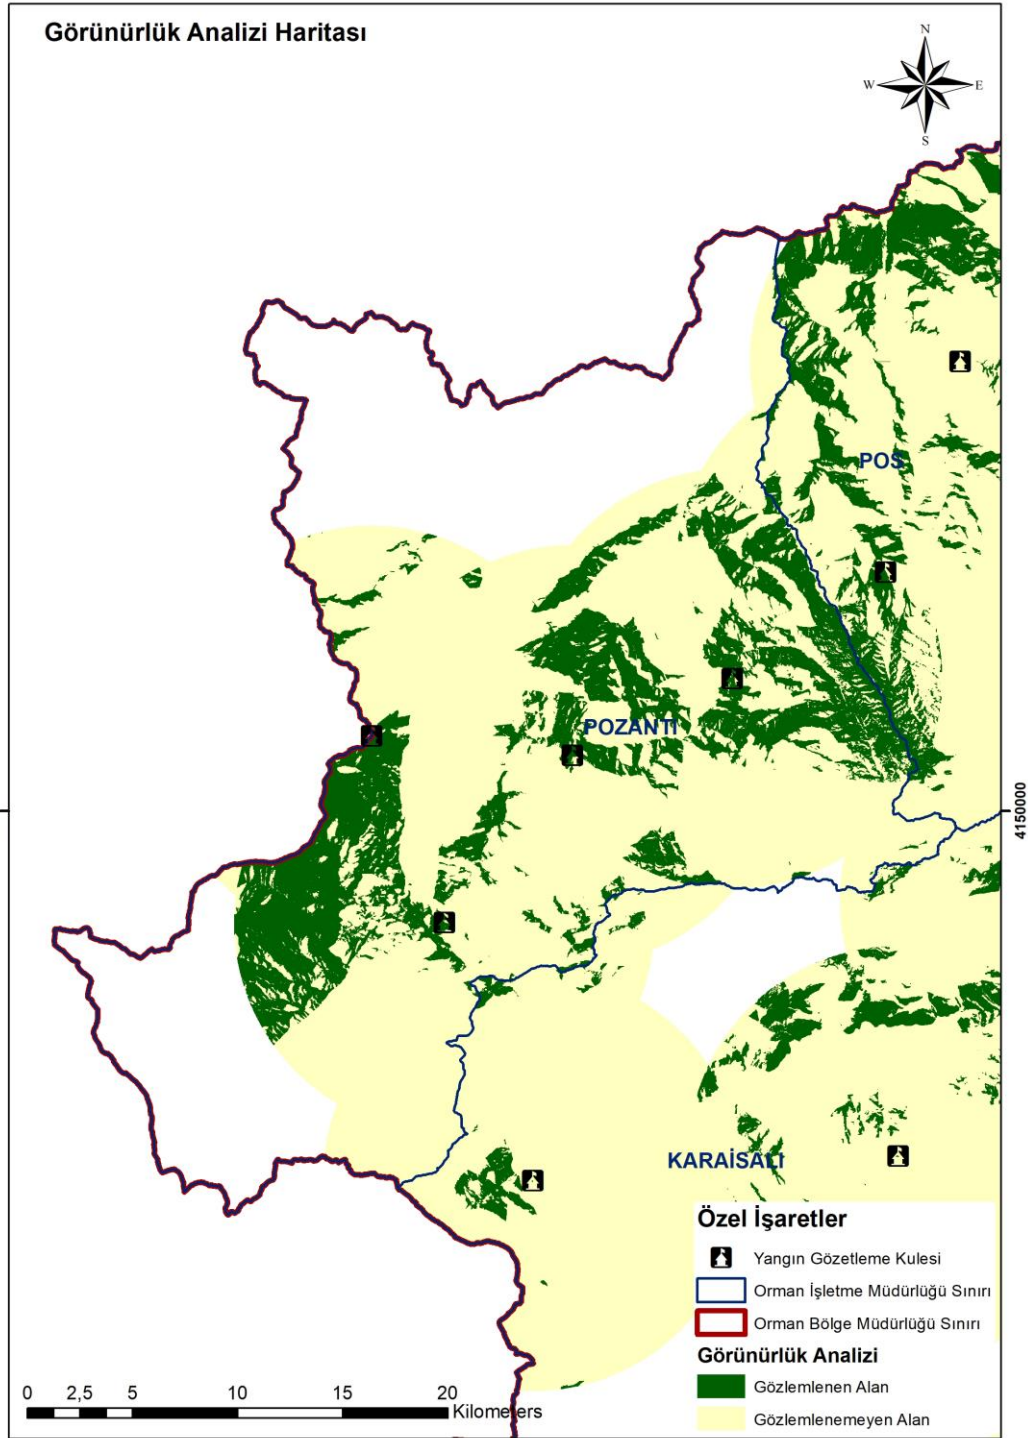 Görünürlük Analizi Haritası
N
W
E
S
POS
POZANTI
4150000
KARAİSALI
Özel İşaretler
Yangın Gözetleme Kulesi
Orman İşletme Müdürlüğü Sınırı
Orman Bölge Müdürlüğü Sınırı
Görünürlük Analizi
Gözlemlenen Alan
Gözlemlenemeyen Alan
0 2,5 5 10 15 20
Kilometers